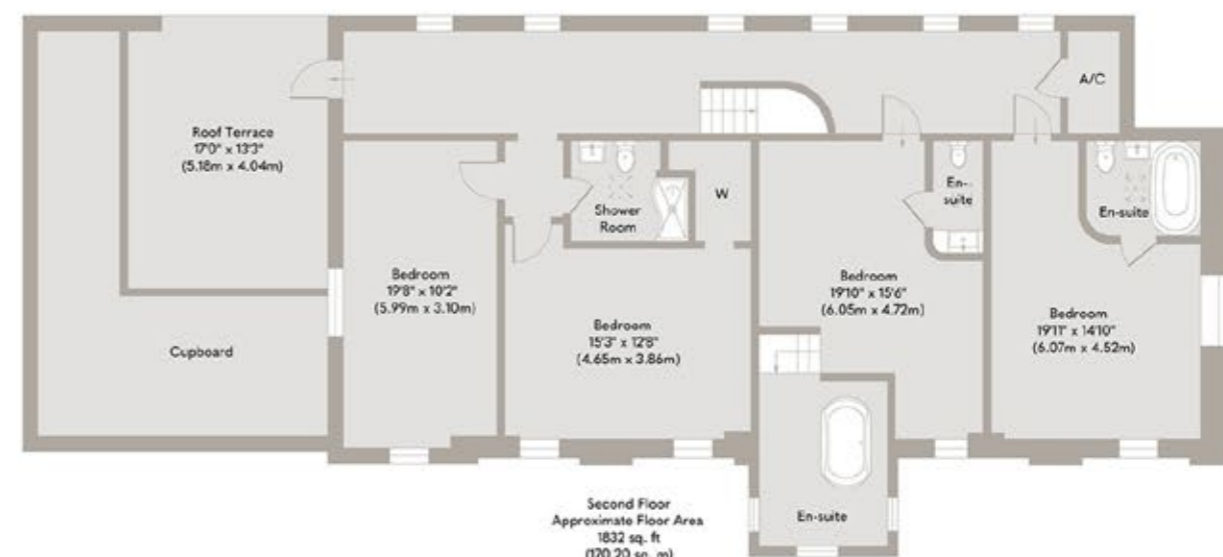 Roof Terrace
17'0" x 13'3"
(5.18m x 4.04m)
Cupboard
Bedroom
19'8" x 10'2"
(5.99m x 3.10m)
Shower
Room
W
Bedroom
15'3" x 12'8"
(4.65m x 3.86m)
En-
suite
Bedroom
19'10" x 15'6"
(6.05m x 4.72m)
En-suite
A/C
En-suite
Bedroom
19'11" x 14'10"
(6.07m x 4.52m)
Second Floor
Approximate Floor Area
1832 sq. ft
(170.20 sq. m)